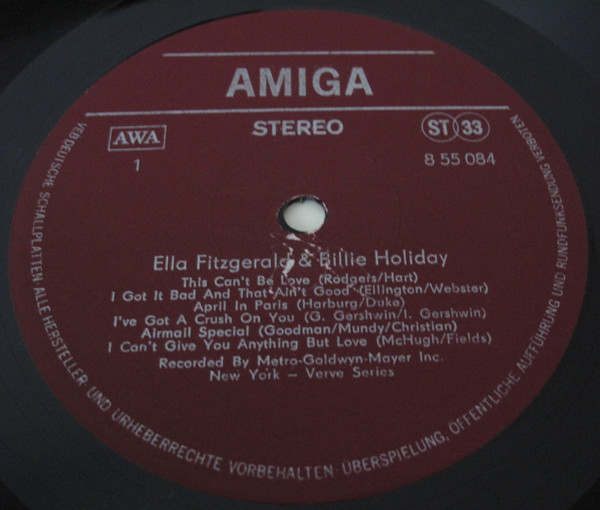 AMIGA
AWA
STEREO
ST 33
1
8 55 084
Ella Fitzgerald & Billie Holiday
This Can't Be Love (Rodgers/Hart)
I Got It Bad And That Ain't Good (Ellington/Webster)
April In Paris (Harburg/Duke)
I've Got A Crush On You (G. Gershwin/I. Gershwin)
Airmail Special (Goodman/Mundy/Christian)
I Can't Give You Anything But Love (McHugh/Fields)
Recorded By Metro-Goldwyn-Mayer Inc.
New York – Verve Series
VEB DEUTSCHE SCHALLPLATTEN · ALLE HERSTELLER- UND URHEBERRECHTE VORBEHALTEN · ÜBERSPIELUNG, ÖFFENTLICHE AUFFÜHRUNG UND RUNDFUNKSENDUNG VERBOTEN